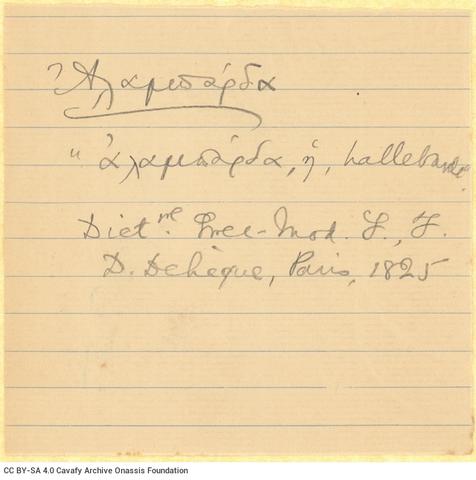 Ἀλαμπάρδα
"ἀλαμπάρδα, ἡ, hallebarde".
Dictre. Grec-Mod. F., F.
D. Dehèque, Paris, 1825
CC BY-SA 4.0 Cavafy Archive Onassis Foundation